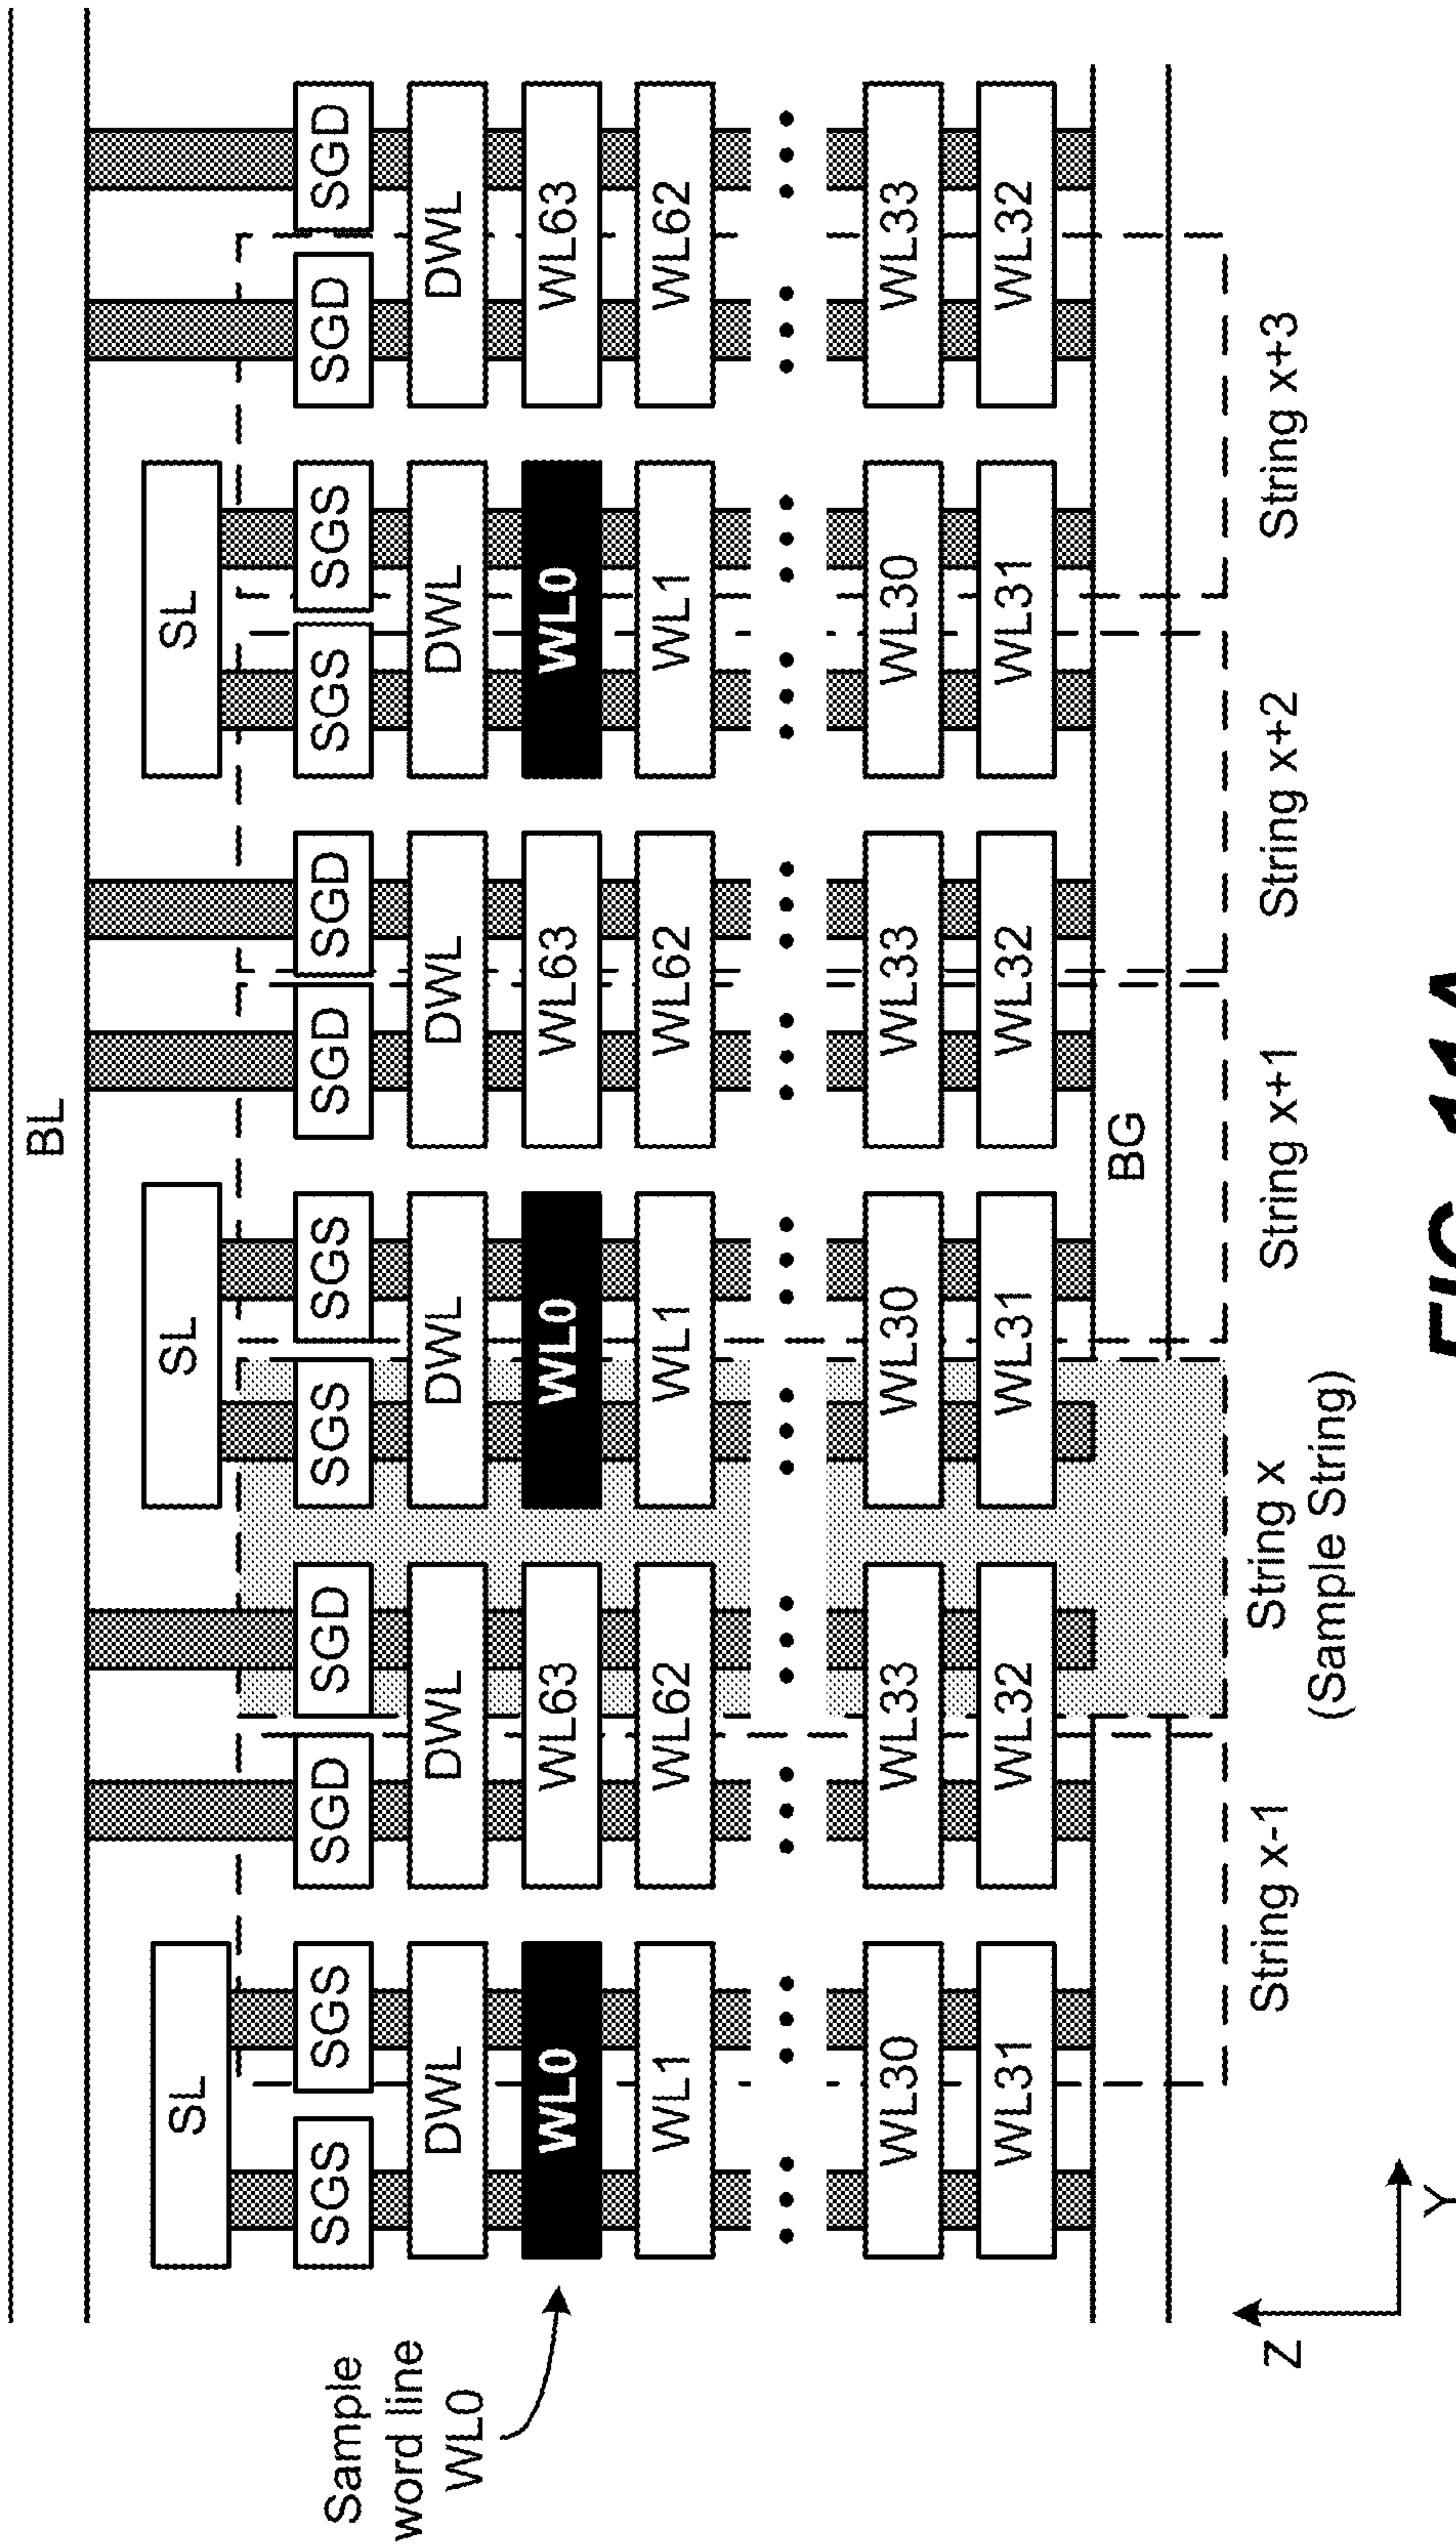 BL
SL SL SL
SGS SGS SGD SGD SGS SGS SGD SGD SGS SGS SGD SGD
Sample
word line
WL0
DWL DWL DWL DWL DWL DWL
WL0 WL63 WL0 WL63 WL0 WL63
WL1 WL62 WL1 WL62 WL1 WL62
WL30 WL33 WL30 WL33 WL30 WL33
WL31 WL32 WL31 WL32 WL31 WL32
BG
String x-1
String x
(Sample String)
String x+1
String x+2
String x+3
Z
Y
FIG. 11A